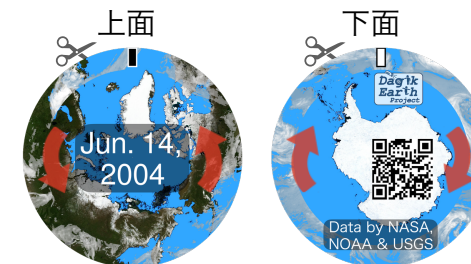 上面
下面
Jun. 14,
2004
Dagik
Earth
Project
Data by NASA,
NOAA & USGS